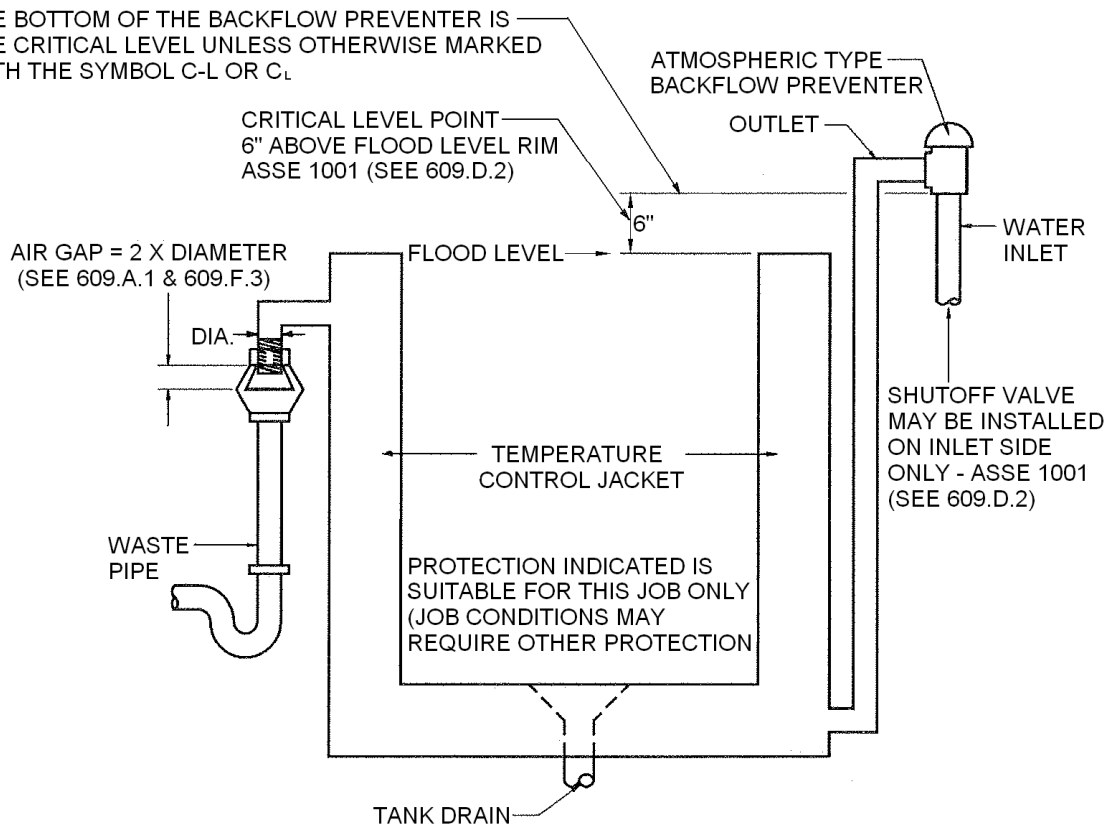 E BOTTOM OF THE BACKFLOW PREVENTER IS
E CRITICAL LEVEL UNLESS OTHERWISE MARKED
TH THE SYMBOL C-L OR CL
ATMOSPHERIC TYPE
BACKFLOW PREVENTER
OUTLET
CRITICAL LEVEL POINT
6" ABOVE FLOOD LEVEL RIM
ASSE 1001 (SEE 609.D.2)
6"
WATER
INLET
AIR GAP = 2 X DIAMETER
(SEE 609.A.1 & 609.F.3)
FLOOD LEVEL
DIA.
SHUTOFF VALVE
MAY BE INSTALLED
ON INLET SIDE
ONLY - ASSE 1001
(SEE 609.D.2)
TEMPERATURE
CONTROL JACKET
WASTE
PIPE
PROTECTION INDICATED IS
SUITABLE FOR THIS JOB ONLY
(JOB CONDITIONS MAY
REQUIRE OTHER PROTECTION
TANK DRAIN